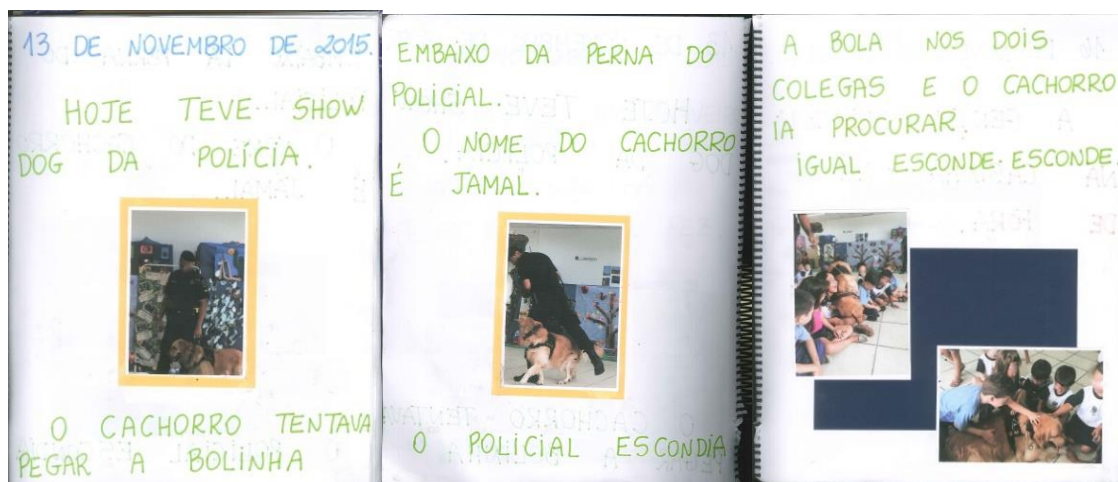 13 DE NOVEMBRO DE 2015.
HOJE TEVE SHOW
DOG DA POLÍCIA.
O CACHORRO TENTAVA
PEGAR A BOLINHA
EMBAIXO DA PERNA DO
POLICIAL.
O NOME DO CACHORRO
É JAMAL.
O POLICIAL ESCONDIA
A BOLA NOS DOIS
COLEGAS E O CACHORRO
IA PROCURAR.
IGUAL ESCONDE-ESCONDE.